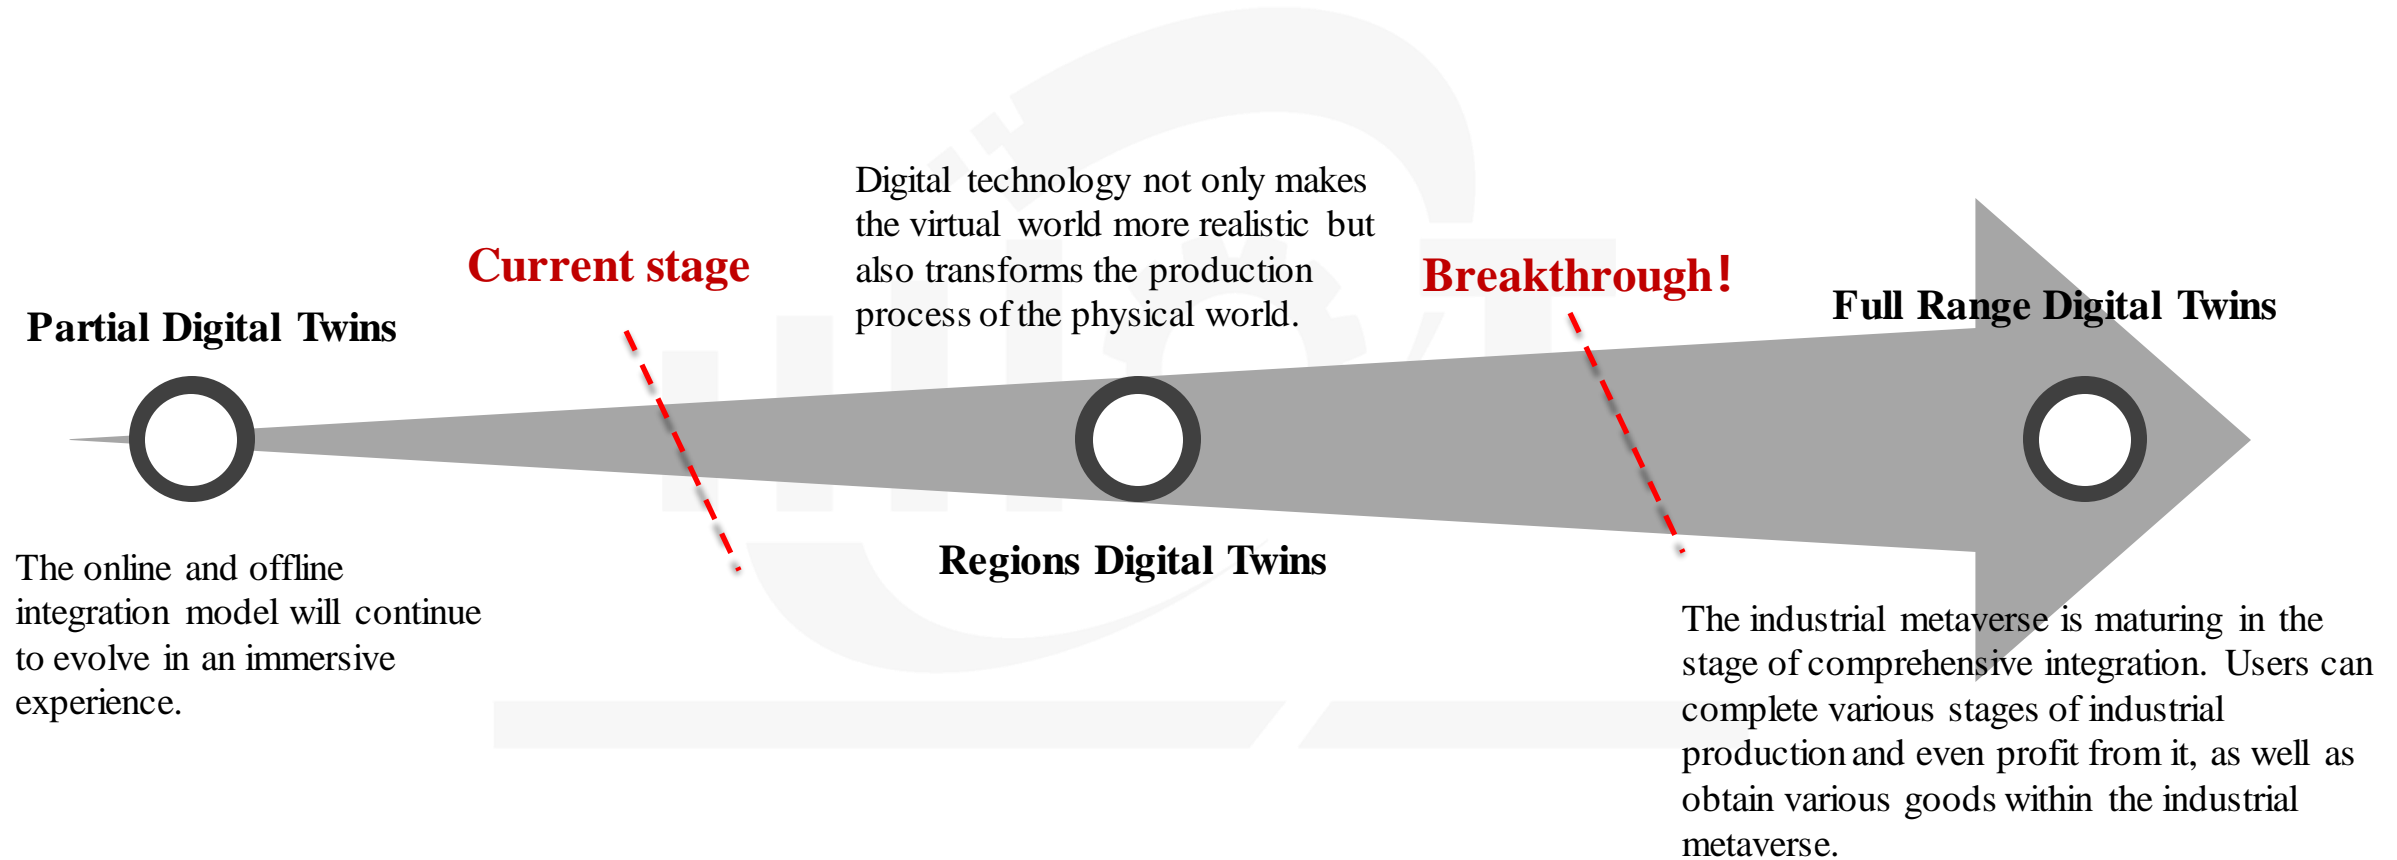 Partial Digital Twins
The online and offline
integration model will continue
to evolve in an immersive
experience.
Current stage
Digital technology not only makes
the virtual world more realistic but
also transforms the production
process of the physical world.
Regions Digital Twins
Breakthrough!
Full Range Digital Twins
The industrial metaverse is maturing in the
stage of comprehensive integration. Users can
complete various stages of industrial
production and even profit from it, as well as
obtain various goods within the industrial
metaverse.